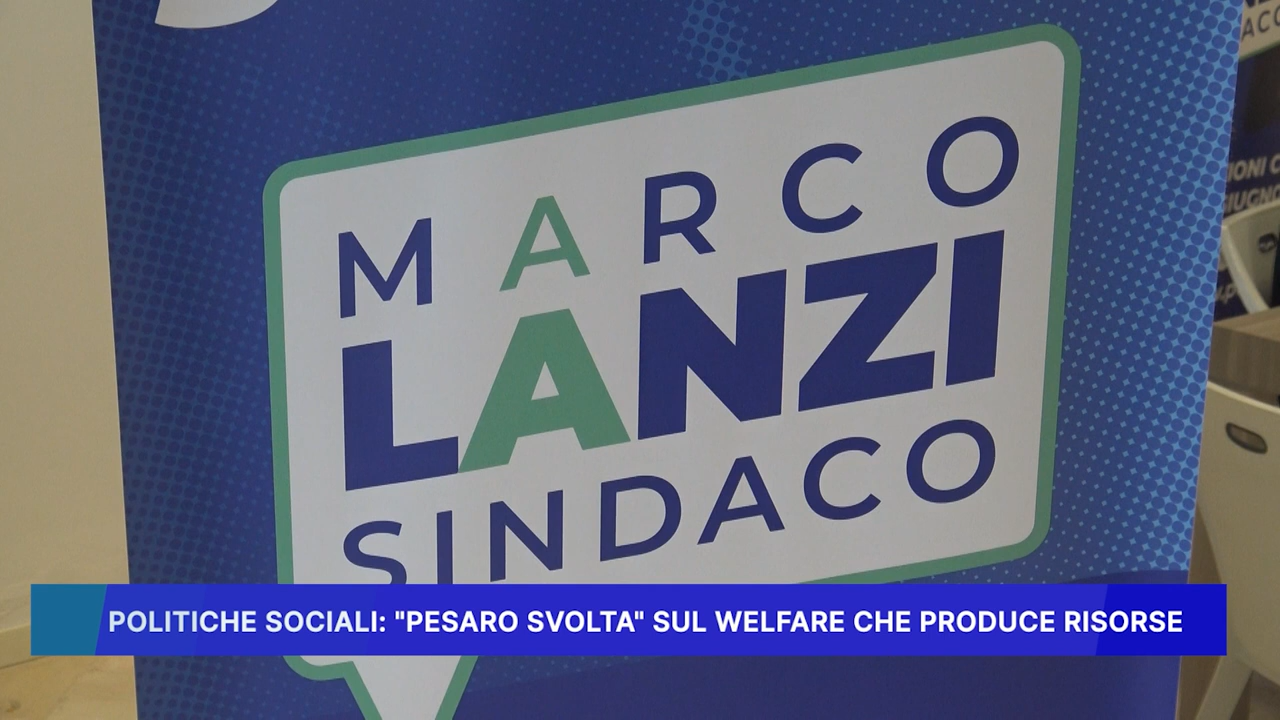 MARCO
LANZI
SINDACO
POLITICHE SOCIALI: "PESARO SVOLTA" SUL WELFARE CHE PRODUCE RISORSE